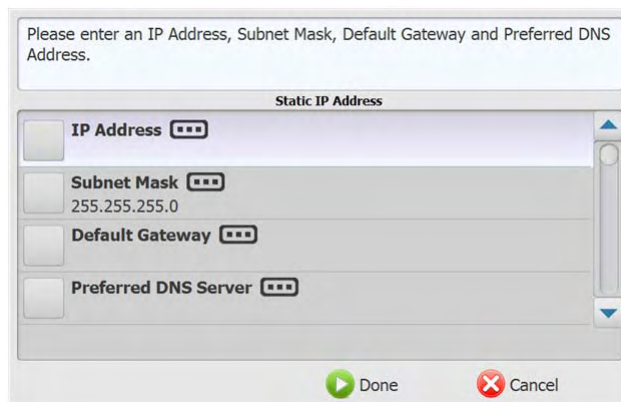 Please enter an IP Address, Subnet Mask, Default Gateway and Preferred DNS
Address.
Static IP Address
IP Address
Subnet Mask
255.255.255.0
Default Gateway
Preferred DNS Server
Done
Cancel